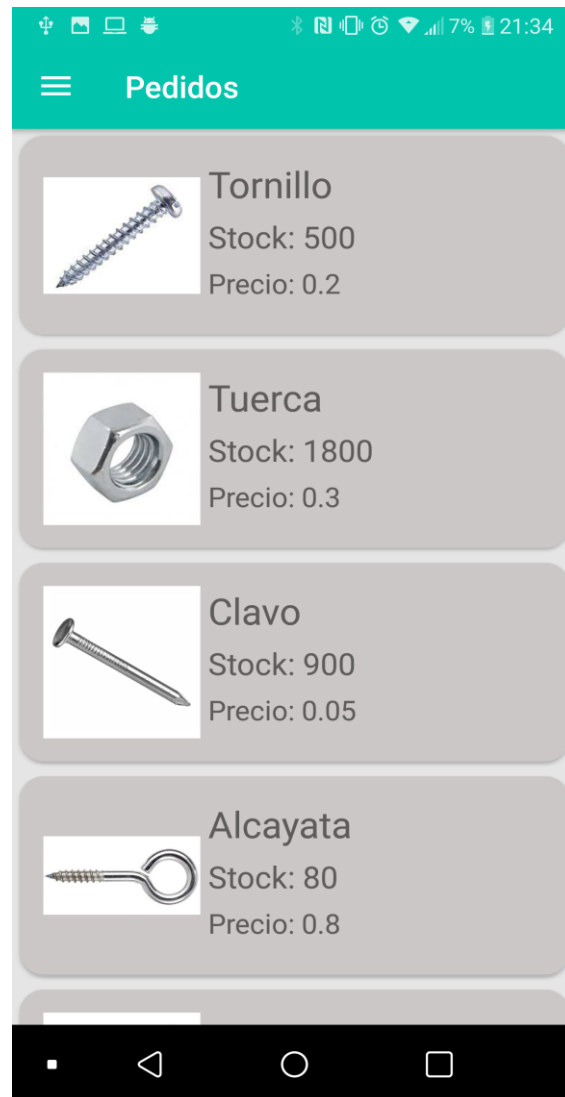 7% 21:34
Pedidos
Tornillo
Stock: 500
Precio: 0.2
Tuerca
Stock: 1800
Precio: 0.3
Clavo
Stock: 900
Precio: 0.05
Alcayata
Stock: 80
Precio: 0.8